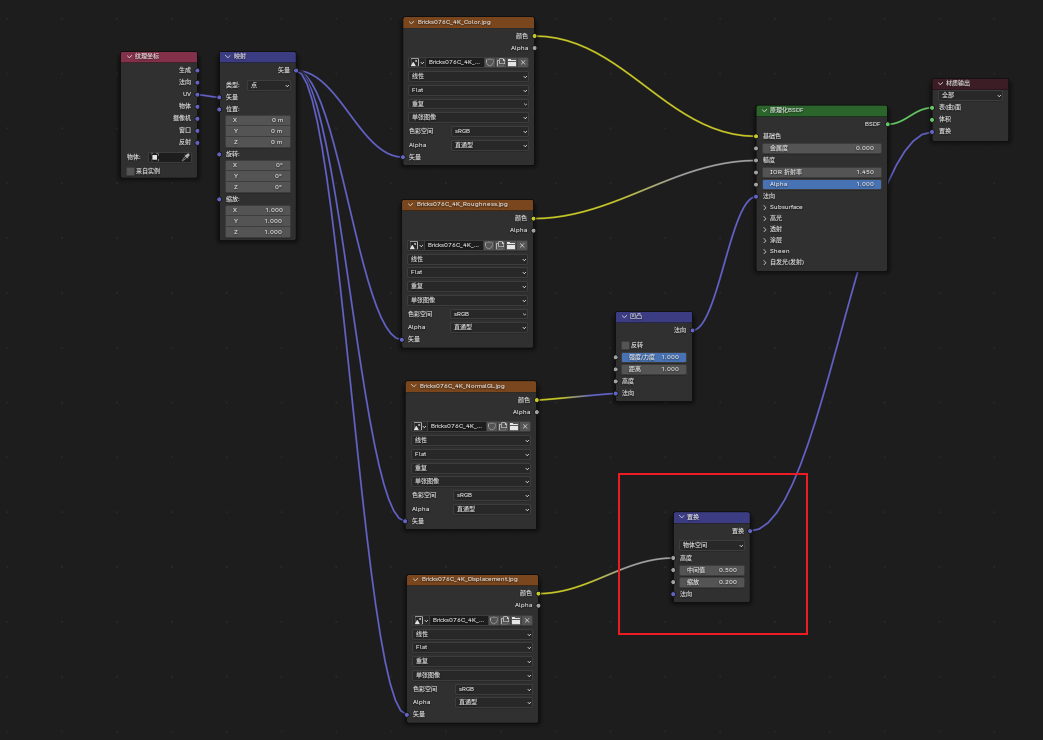 纹理坐标
生成
法向
UV
物体
摄像机
窗口
反射
物体:
来自实例
映射
矢量
类型: 点
矢量
位置:
X 0 m
Y 0 m
Z 0 m
旋转:
X 0°
Y 0°
Z 0°
缩放:
X 1.000
Y 1.000
Z 1.000
Bricks076C_4K_Color.jpg
颜色
Alpha
Bricks076C_4K_...
线性
Flat
重复
单张图像
色彩空间 sRGB
Alpha 直通型
矢量
Bricks076C_4K_Roughness.jpg
颜色
Alpha
Bricks076C_4K_...
线性
Flat
重复
单张图像
色彩空间 sRGB
Alpha 直通型
矢量
Bricks076C_4K_NormalGL.jpg
颜色
Alpha
Bricks076C_4K_...
线性
Flat
重复
单张图像
色彩空间 sRGB
Alpha 直通型
矢量
Bricks076C_4K_Displacement.jpg
颜色
Alpha
Bricks076C_4K_...
线性
Flat
重复
单张图像
色彩空间 sRGB
Alpha 直通型
矢量
凹凸
法向
反转
强度/力度 1.000
距离 1.000
高度
法向
置换
置换
物体空间
高度
中间值 0.500
缩放 0.200
法向
原理化BSDF
BSDF
基础色
金属度 0.000
糙度
IOR 折射率 1.450
Alpha 1.000
法向
Subsurface
高光
透射
涂层
Sheen
自发光(发射)
材质输出
全部
表(曲)面
体积
置换